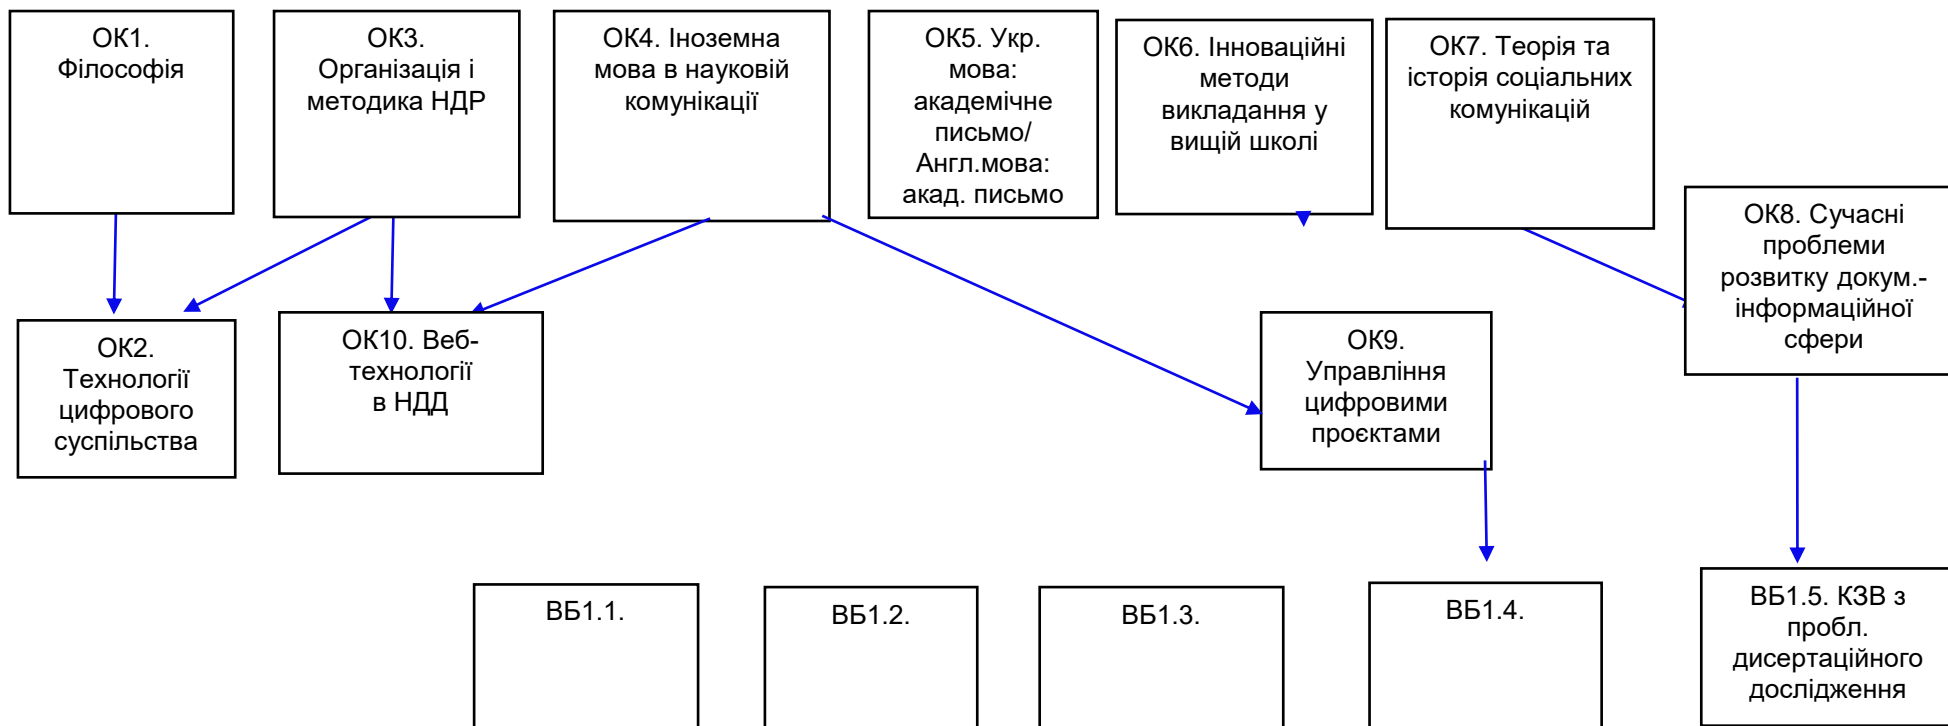 ОК1.
Філософія
ОК3.
Організація і
методика НДР
ОК4. Іноземна
мова в науковій
комунікації
ОК5. Укр.
мова:
академічне
письмо/
Англ.мова:
акад. письмо
ОК6. Інноваційні
методи
викладання у
вищій школі
ОК7. Теорія та
історія соціальних
комунікацій
ОК8. Сучасні
проблеми
розвитку докум.-
інформаційної
сфери
ОК2.
Технології
цифрового
суспільства
ОК10. Веб-
технології
в НДД
ОК9.
Управління
цифровими
проєктами
ВБ1.1.
ВБ1.2.
ВБ1.3.
ВБ1.4.
ВБ1.5. КЗВ з
пробл.
дисертаційного
дослідження